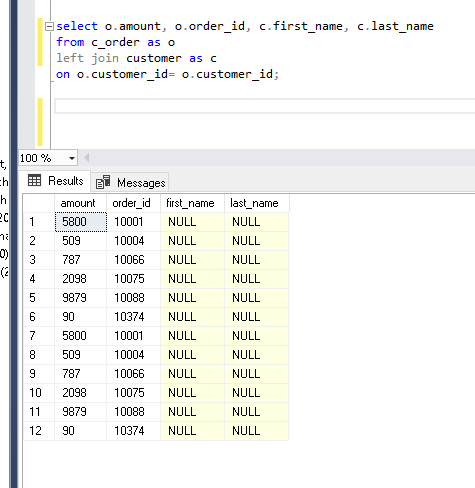 select o.amount, o.order_id, c.first_name, c.last_name
from c_order as o
left join customer as c
on o.customer_id= o.customer_id;
100 %
Results Messages
amount order_id first_name last_name
1 5800 10001 NULL NULL
2 509 10004 NULL NULL
3 787 10066 NULL NULL
4 2098 10075 NULL NULL
5 9879 10088 NULL NULL
6 90 10374 NULL NULL
7 5800 10001 NULL NULL
8 509 10004 NULL NULL
9 787 10066 NULL NULL
10 2098 10075 NULL NULL
11 9879 10088 NULL NULL
12 90 10374 NULL NULL